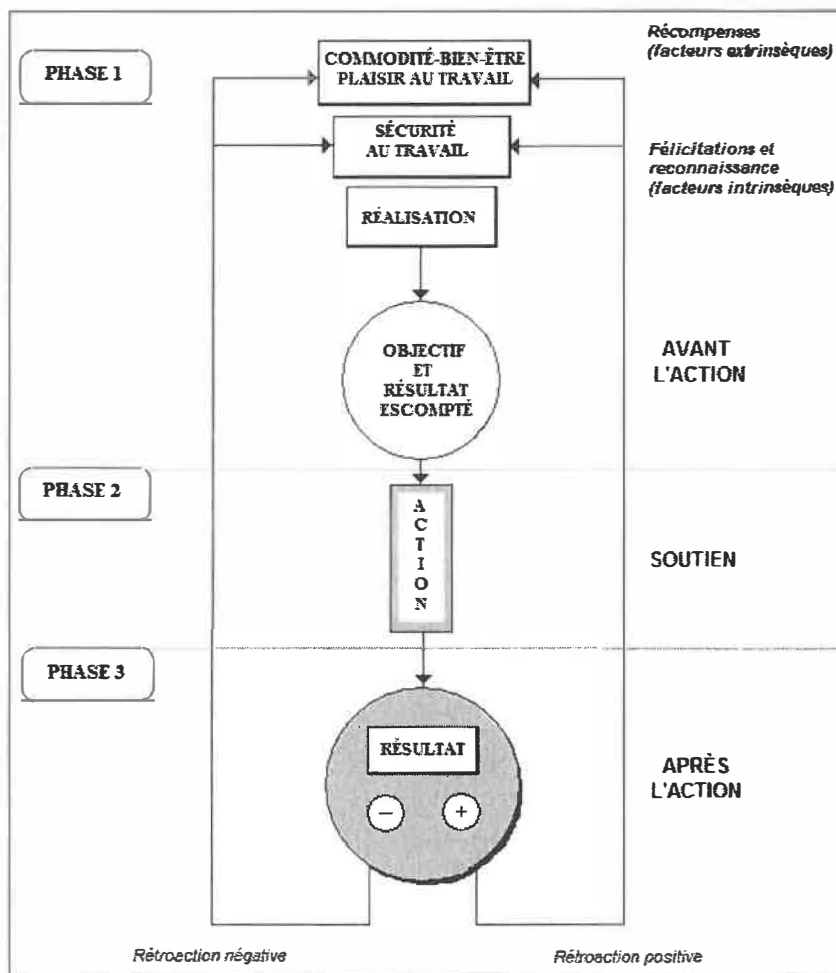 Récompenses
(facteurs extrinsèques)
PHASE 1
COMMODITÉ-BIEN-ÊTRE
PLAISIR AU TRAVAIL
SÉCURITÉ
AU TRAVAIL
Félicitations et
reconnaissance
(facteurs intrinsèques)
RÉALISATION
OBJECTIF
ET
RÉSULTAT
ESCOMPTÉ
AVANT
L'ACTION
PHASE 2
A
C
T
I
O
N
SOUTIEN
PHASE 3
RÉSULTAT
– +
APRÈS
L'ACTION
Rétroaction négative
Rétroaction positive